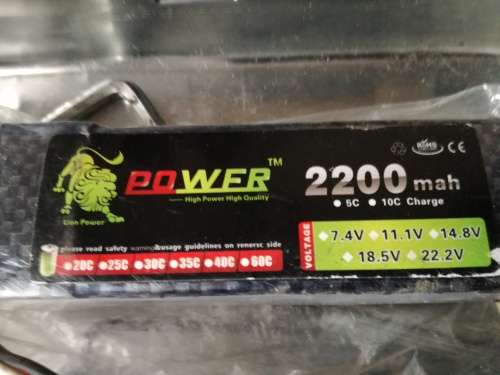 POWER™
High Power High Quality
Lion Power
2200 mah
5C 10C Charge
RoHS CE
please read safety warning&usage guidelines on renersc side
20C 25C 30C 35C 40C 60C
VOLTAGE
7.4V 11.1V 14.8V
18.5V 22.2V